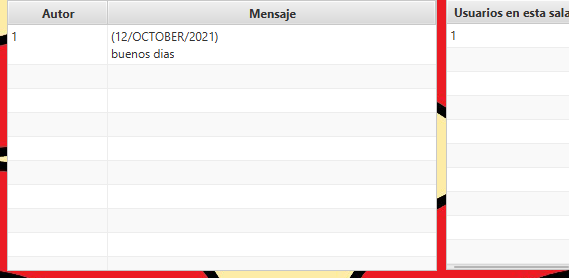 Autor Mensaje Usuarios en esta sala
1 (12/OCTOBER/2021) 1
buenos dias